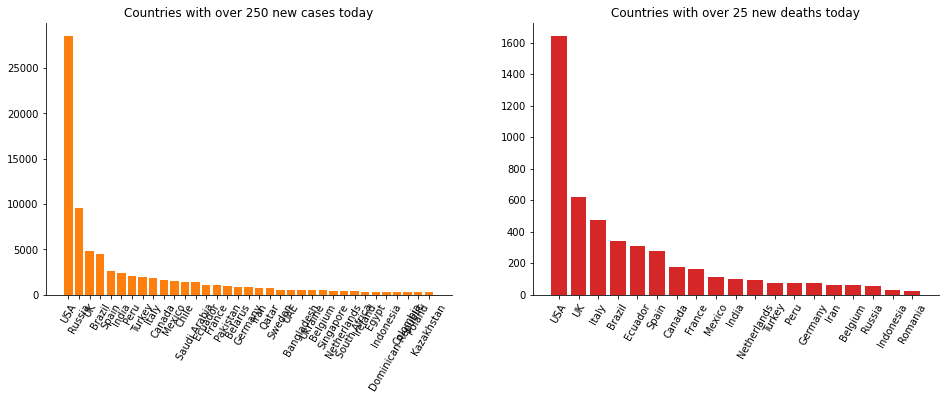 Countries with over 250 new cases today
25000
20000
15000
10000
5000
0
USA
Russia
UK
Brazil
Spain
India
Peru
Turkey
Italy
Canada
Mexico
Chile
Saudi Arabia
Ecuador
France
Pakistan
Belarus
Germany
Iran
Qatar
Sweden
UAE
Bangladesh
Ukraine
Belgium
Singapore
Netherlands
South Africa
Ireland
Egypt
Indonesia
Dominican Republic
Colombia
Poland
Kazakhstan
Countries with over 25 new deaths today
1600
1400
1200
1000
800
600
400
200
0
USA
UK
Italy
Brazil
Ecuador
Spain
Canada
France
Mexico
India
Netherlands
Turkey
Peru
Germany
Iran
Belgium
Russia
Indonesia
Romania